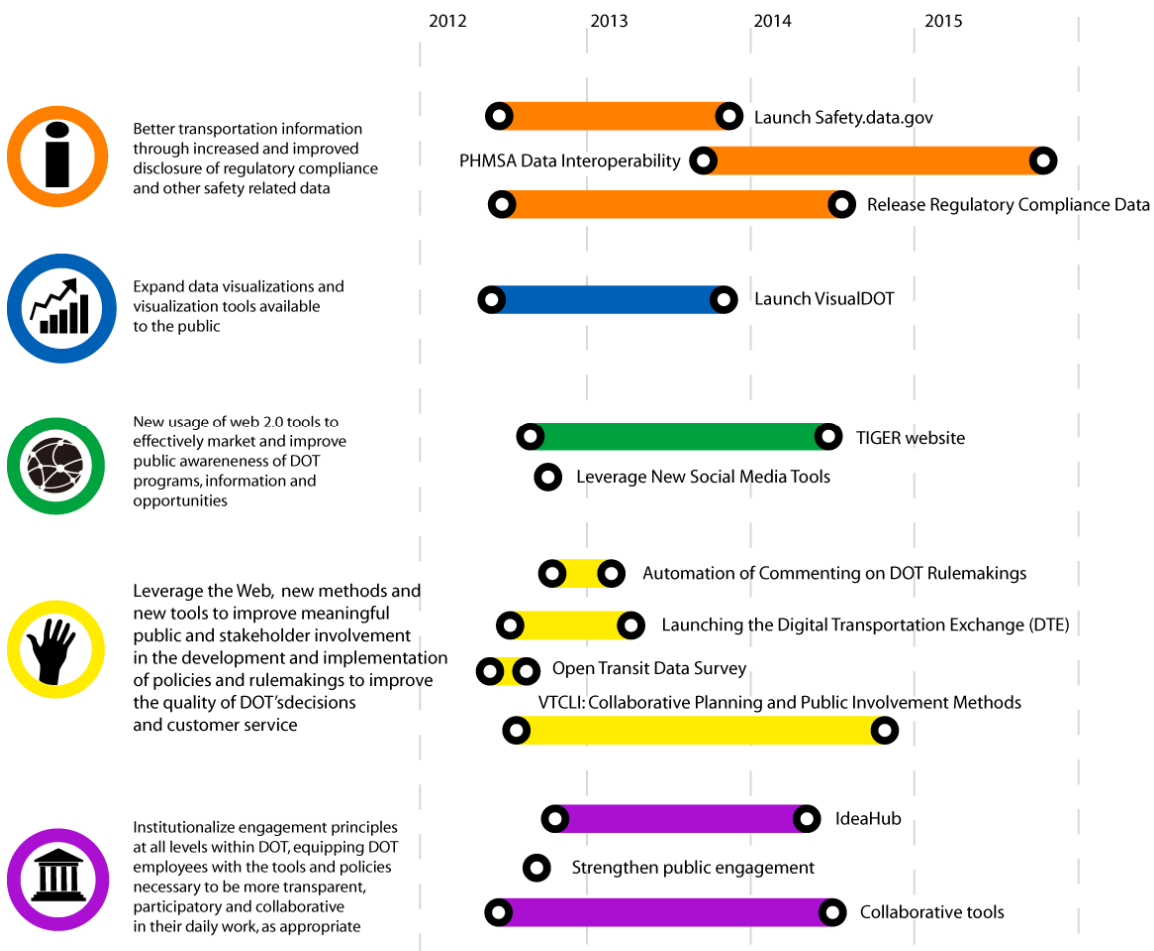 2012
2013
2014
2015
Better transportation information
through increased and improved
disclosure of regulatory compliance
and other safety related data
Launch Safety.data.gov
PHMSA Data Interoperability
Release Regulatory Compliance Data
Expand data visualizations and
visualization tools available
to the public
Launch VisualDOT
New usage of web 2.0 tools to
effectively market and improve
public awareneness of DOT
programs, information and
opportunities
TIGER website
Leverage New Social Media Tools
Leverage the Web, new methods and
new tools to improve meaningful
public and stakeholder involvement
in the development and implementation
of policies and rulemakings to improve
the quality of DOT'sdecisions
and customer service
Automation of Commenting on DOT Rulemakings
Launching the Digital Transportation Exchange (DTE)
Open Transit Data Survey
VTCLI: Collaborative Planning and Public Involvement Methods
Institutionalize engagement principles
at all levels within DOT, equipping DOT
employees with the tools and policies
necessary to be more transparent,
participatory and collaborative
in their daily work, as appropriate
IdeaHub
Strengthen public engagement
Collaborative tools